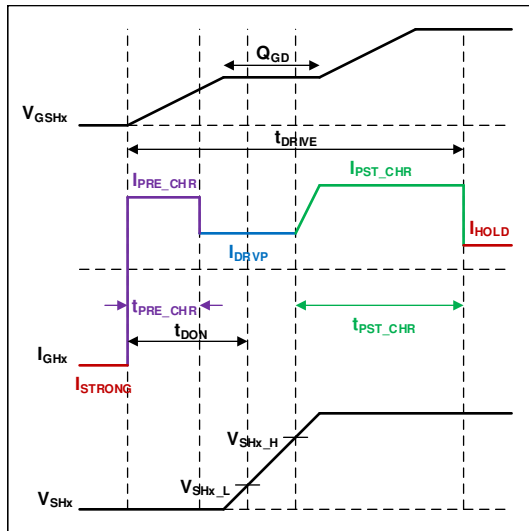 QGD
VGSHx
tDRIVE
IPRE_CHR
IPST_CHR
IHOLD
IDRVP
tPRE_CHR
tDON
tPST_CHR
IGHx
ISTRONG
VSHx_H
VSHx_L
VSHx